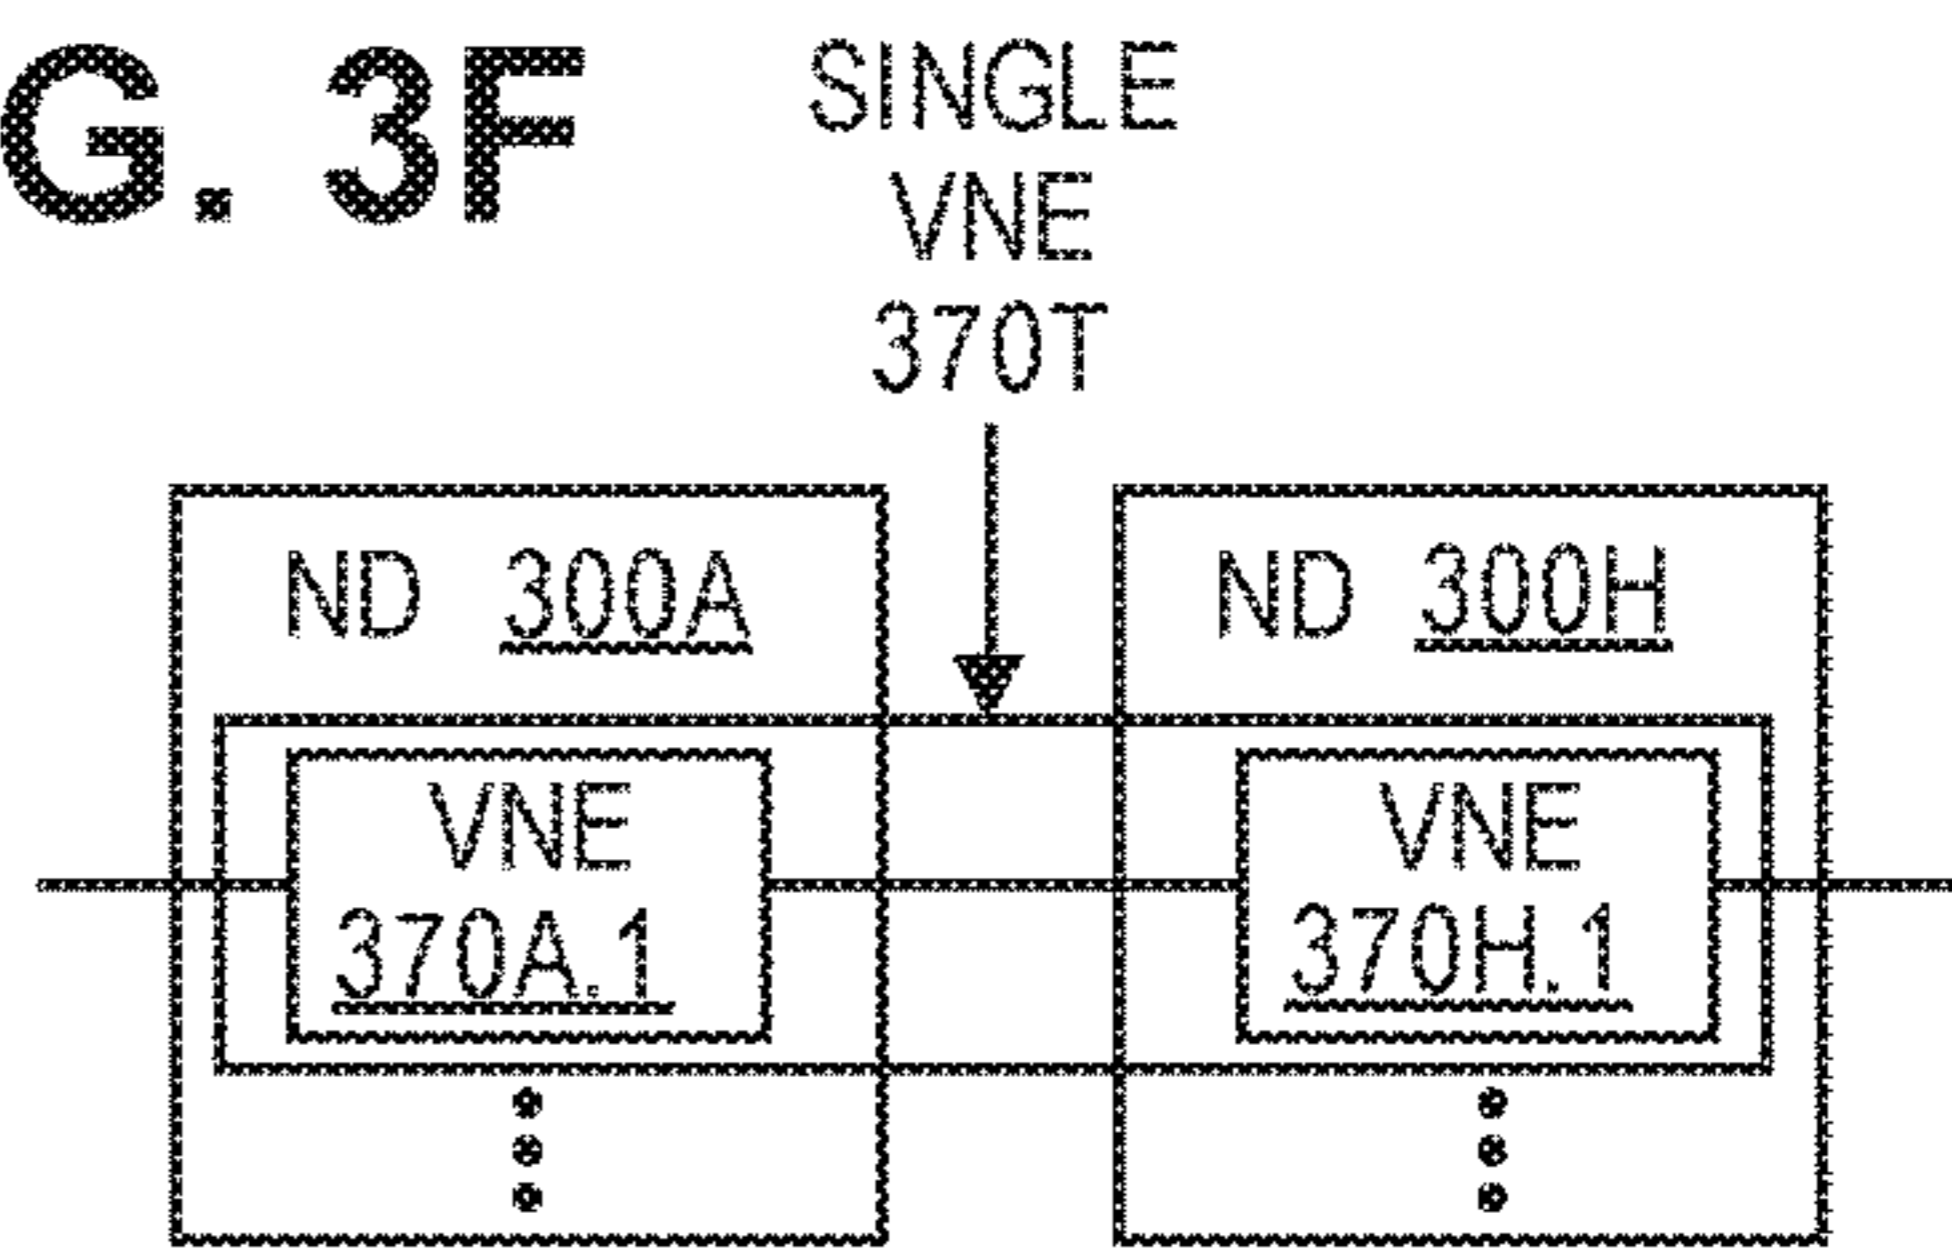 G. 3F
SINGLE
VNE
370T
ND 300A
ND 300H
VNE
370A.1
VNE
370H.1